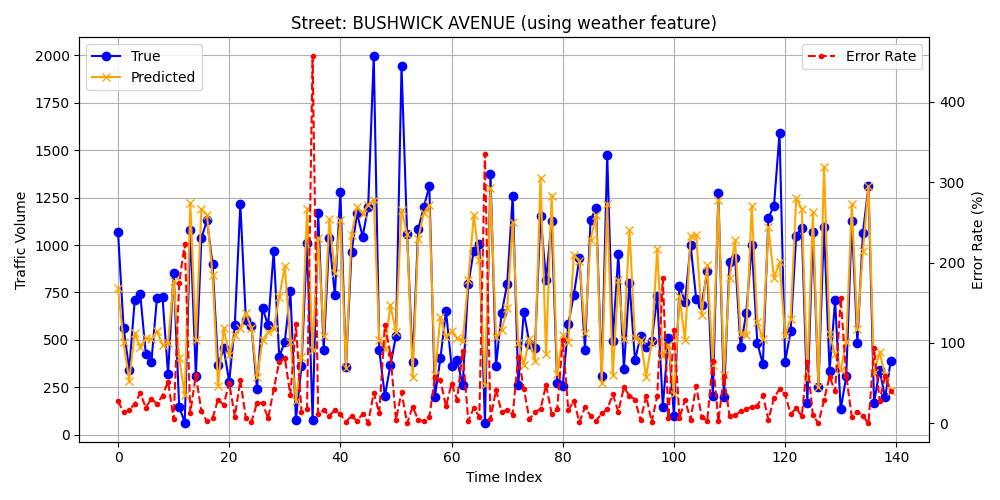 Street: BUSHWICK AVENUE (using weather feature)
True
Predicted
Error Rate
Traffic Volume
2000
1750
1500
1250
1000
750
500
250
0
400
300
200
100
0
Error Rate (%)
0 20 40 60 80 100 120 140
Time Index